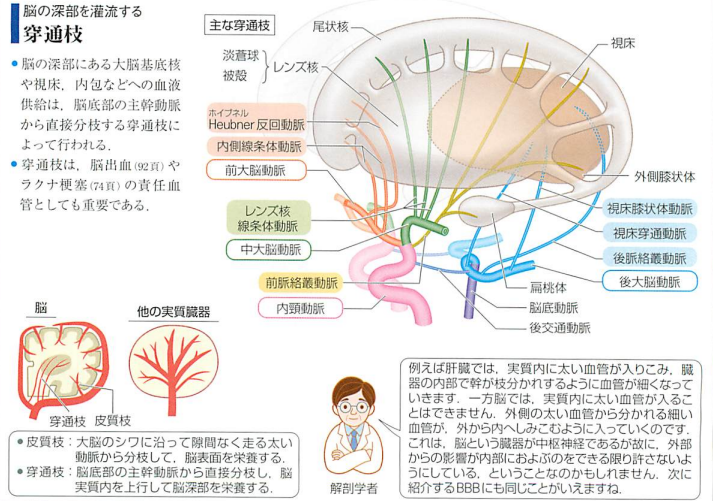 脳の深部を灌流する
穿通枝
●脳の深部にある大脳基底核
や視床，内包などへの血液
供給は，脳底部の主幹動脈
から直接分枝する穿通枝に
よって行われる．
●穿通枝は，脳出血(92頁)や
ラクナ梗塞(74頁)の責任血
管としても重要である．
主な穿通枝
尾状核
視床
淡蒼球
被殻
レンズ核
ホイブネル
Heubner反回動脈
内側線条体動脈
前大脳動脈
レンズ核
線条体動脈
中大脳動脈
前脈絡叢動脈
内頸動脈
外側膝状体
視床膝状体動脈
視床穿通動脈
後脈絡叢動脈
後大脳動脈
扁桃体
脳底動脈
後交通動脈
脳
他の実質臓器
穿通枝
皮質枝
●皮質枝：大脳のシワに沿って隙間なく走る太い
動脈から分枝して，脳表面を栄養する．
●穿通枝：脳底部の主幹動脈から直接分枝し，脳
実質内を上行して脳深部を栄養する．
解剖学者
例えば肝臓では，実質内に太い血管が入りこみ，臓
器の内部で幹が枝分かれするように血管が細くなって
いきます．一方脳では，実質内に太い血管が入るこ
とはできません．外側の太い血管から分かれる細い
血管が，外から内へしみこむように入っていくのです．
これは，脳という臓器が中枢神経であるが故に，外部
からの影響が内部におよぶのをできる限り許さないよ
うにしている，ということなのかもしれません．次に
紹介するBBBにも同じことがいえますね．